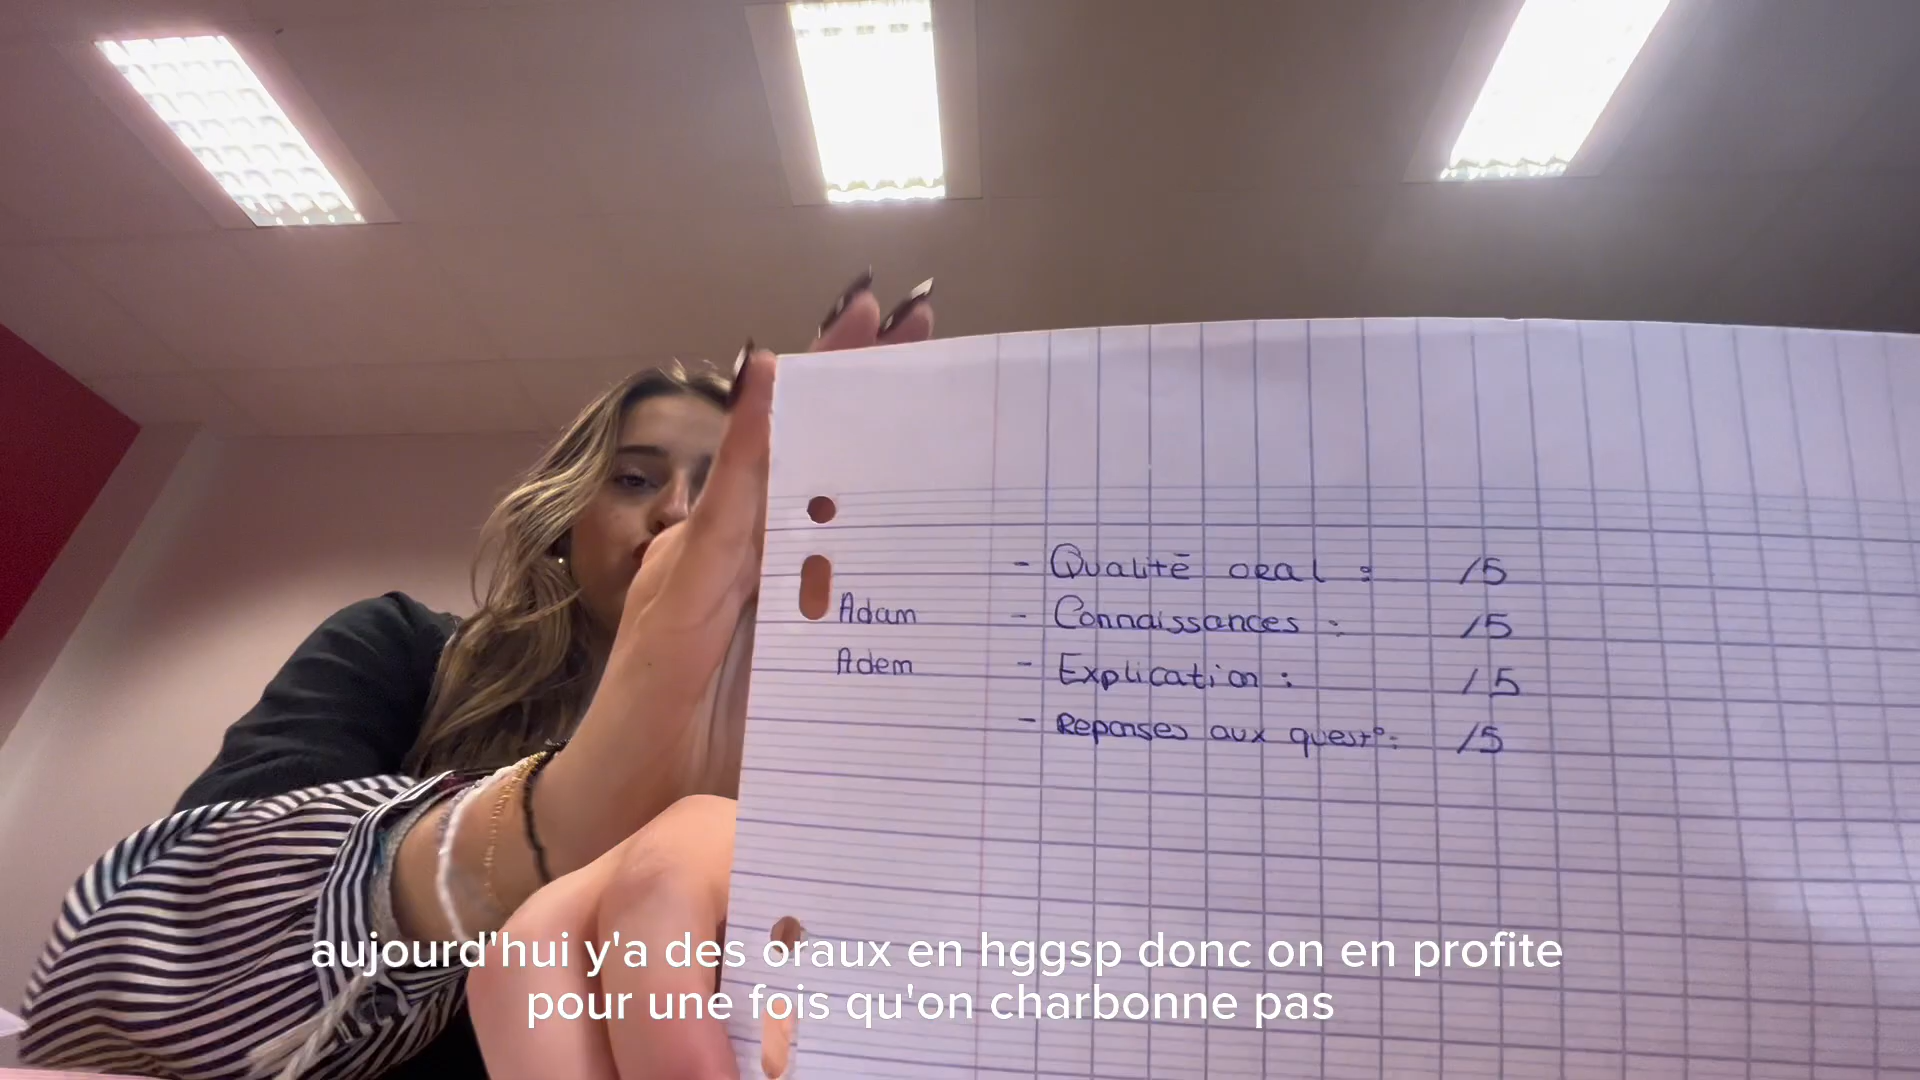 - Qualité oral : /5
Adam - Connaissances : /5
Adem - Explication : /5
- Reponses aux questº: /5
aujourd'hui y'a des oraux en hggsp donc on en profite
pour une fois qu'on charbonne pas